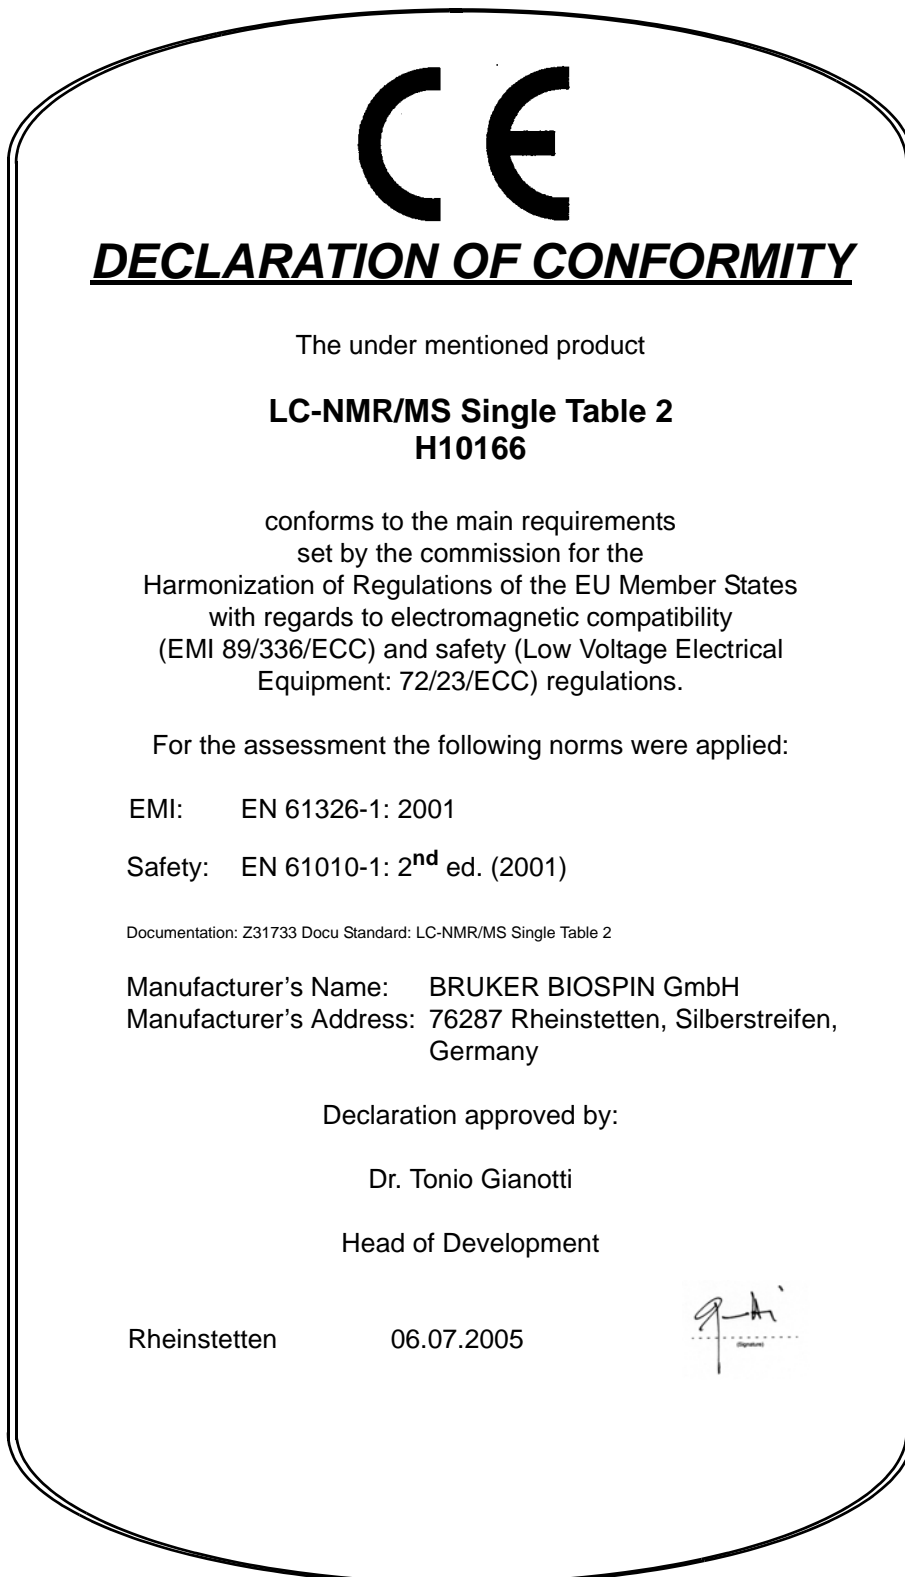 CE
DECLARATION OF CONFORMITY
The under mentioned product
LC-NMR/MS Single Table 2
H10166
conforms to the main requirements
set by the commission for the
Harmonization of Regulations of the EU Member States
with regards to electromagnetic compatibility
(EMI 89/336/ECC) and safety (Low Voltage Electrical
Equipment: 72/23/ECC) regulations.
For the assessment the following norms were applied:
EMI: EN 61326-1: 2001
Safety: EN 61010-1: 2nd ed. (2001)
Documentation: Z31733 Docu Standard: LC-NMR/MS Single Table 2
Manufacturer’s Name: BRUKER BIOSPIN GmbH
Manufacturer’s Address: 76287 Rheinstetten, Silberstreifen,
Germany
Declaration approved by:
Dr. Tonio Gianotti
Head of Development
Rheinstetten 06.07.2005
(Signature)